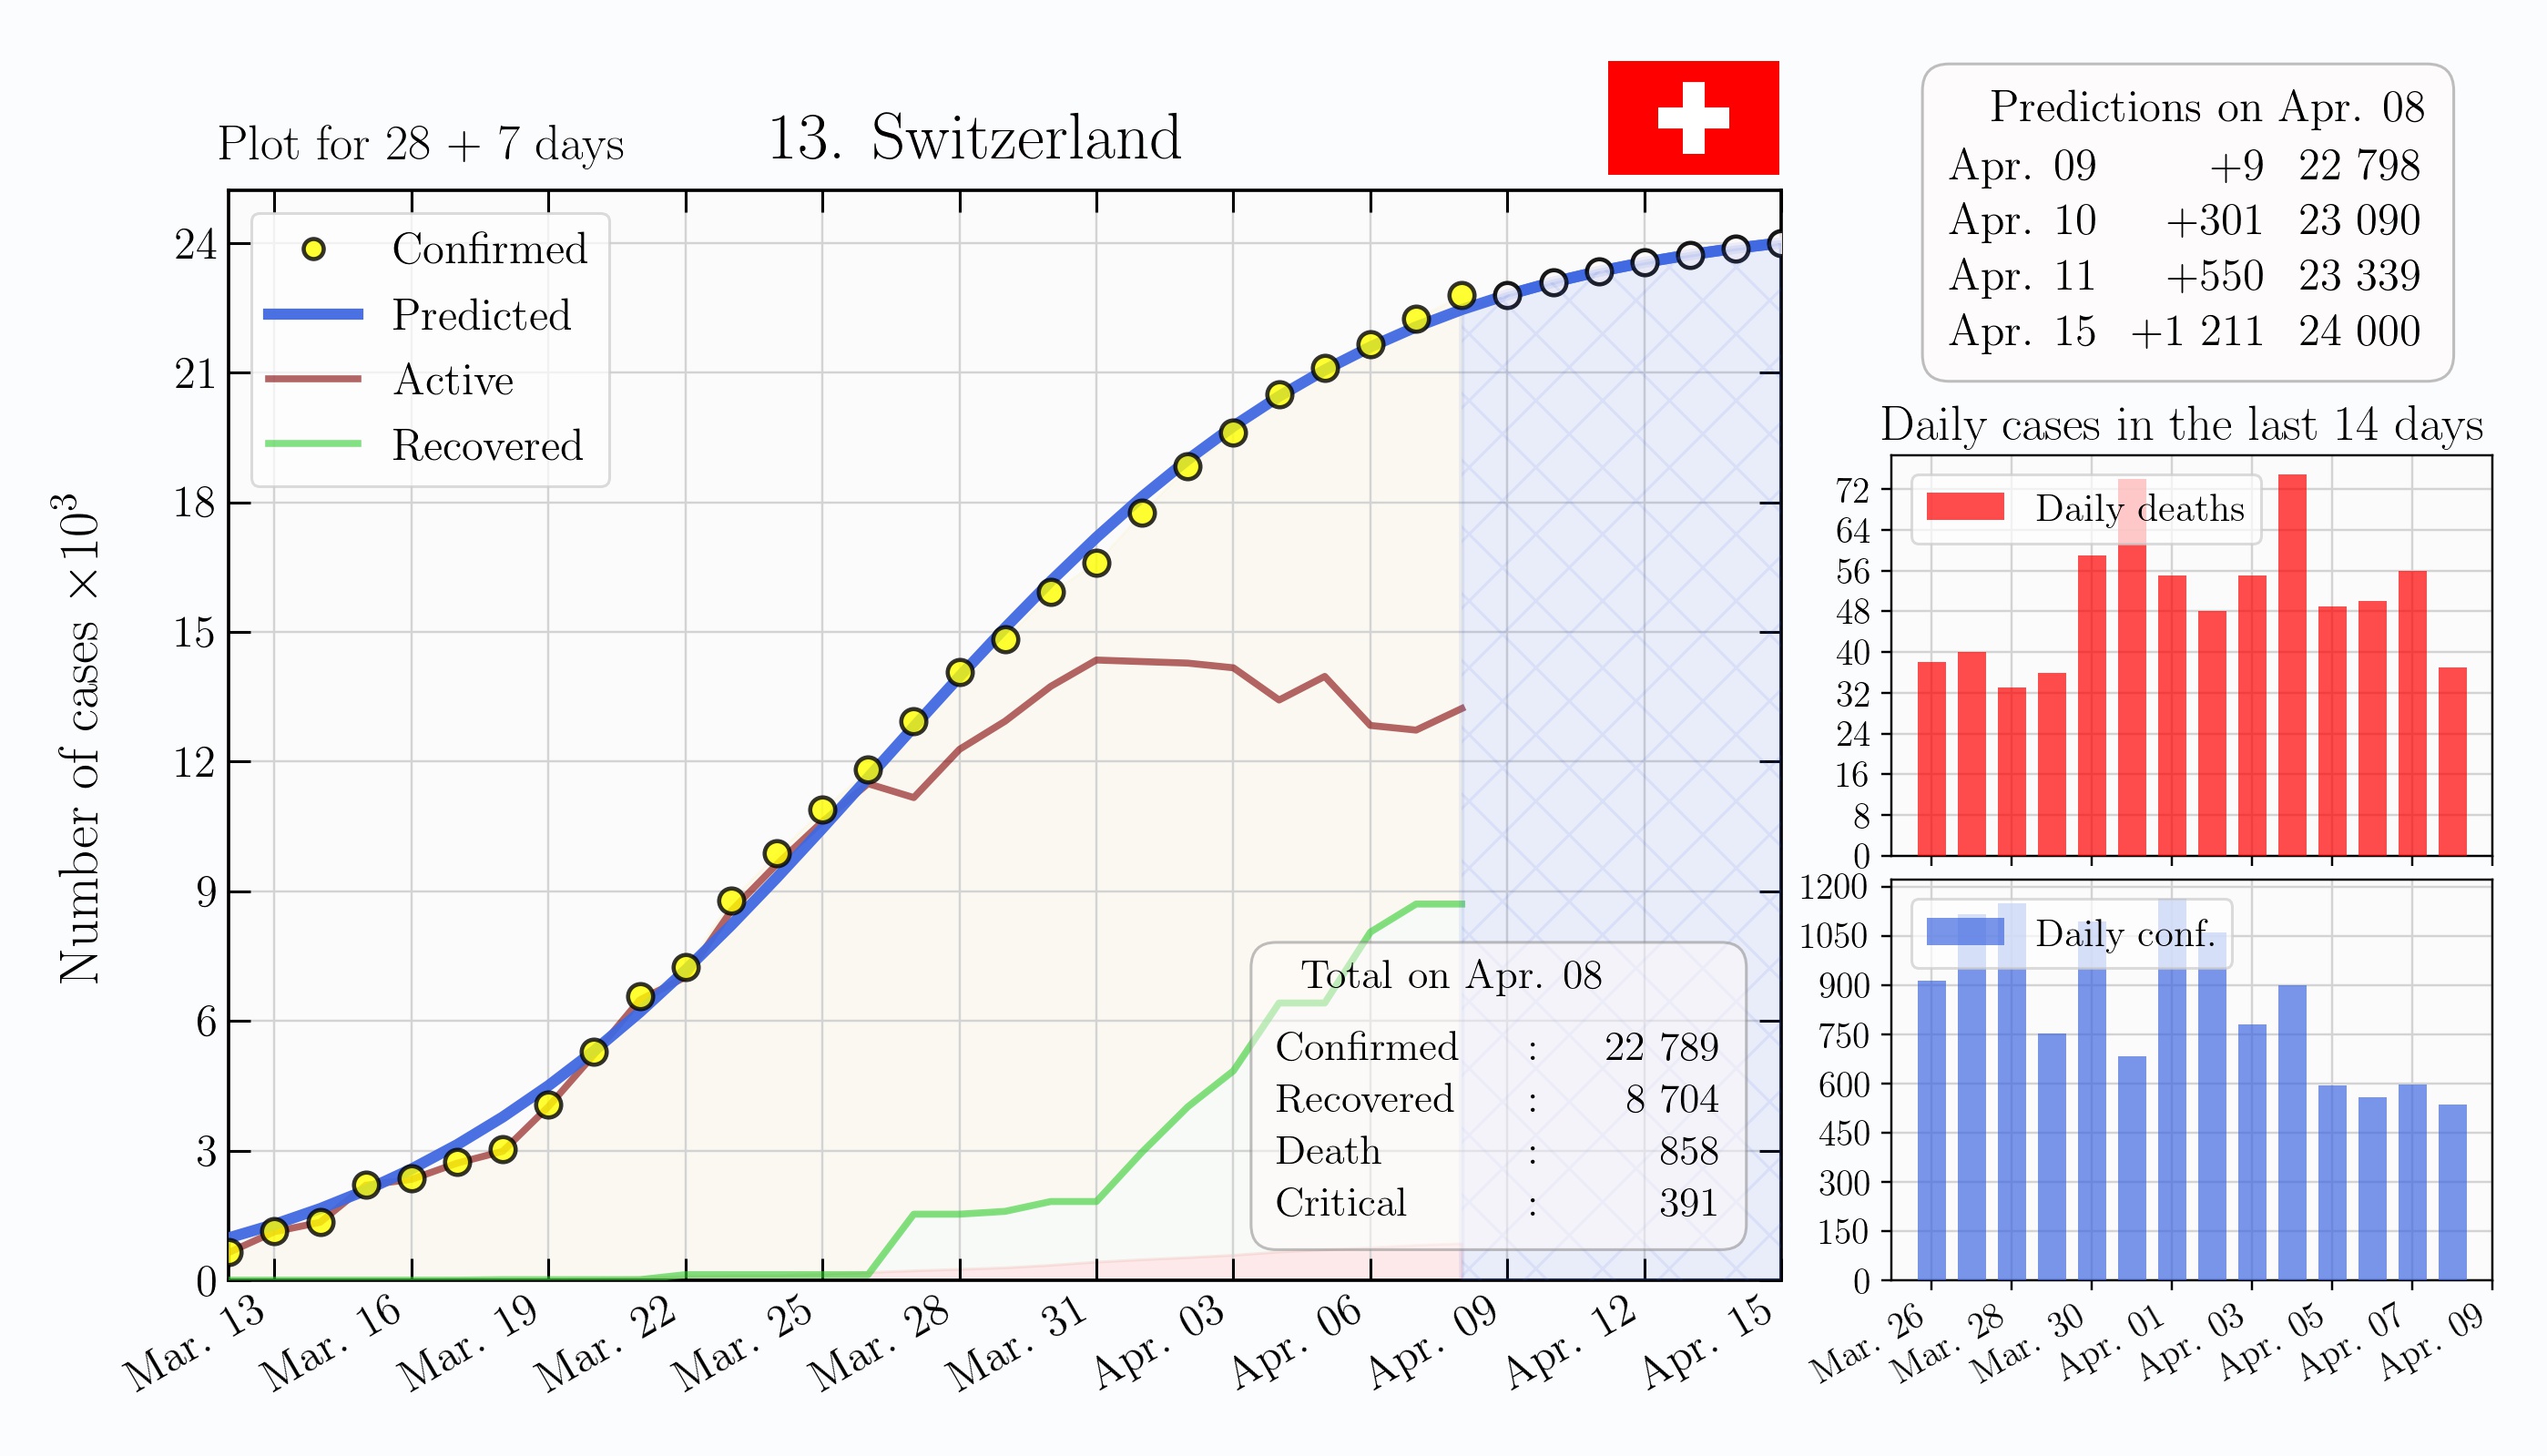 Plot for 28 + 7 days
13. Switzerland
Number of cases ×10³
24
21
18
15
12
9
6
3
0
Confirmed
Predicted
Active
Recovered
Total on Apr. 08
Confirmed : 22 789
Recovered : 8 704
Death : 858
Critical : 391
Mar. 13
Mar. 16
Mar. 19
Mar. 22
Mar. 25
Mar. 28
Mar. 31
Apr. 03
Apr. 06
Apr. 09
Apr. 12
Apr. 15
Predictions on Apr. 08
Apr. 09 +9 22 798
Apr. 10 +301 23 090
Apr. 11 +550 23 339
Apr. 15 +1 211 24 000
Daily cases in the last 14 days
72
64
56
48
40
32
24
16
8
0
Daily deaths
1200
1050
900
750
600
450
300
150
0
Daily conf.
Mar. 26
Mar. 28
Mar. 30
Apr. 01
Apr. 03
Apr. 05
Apr. 07
Apr. 09